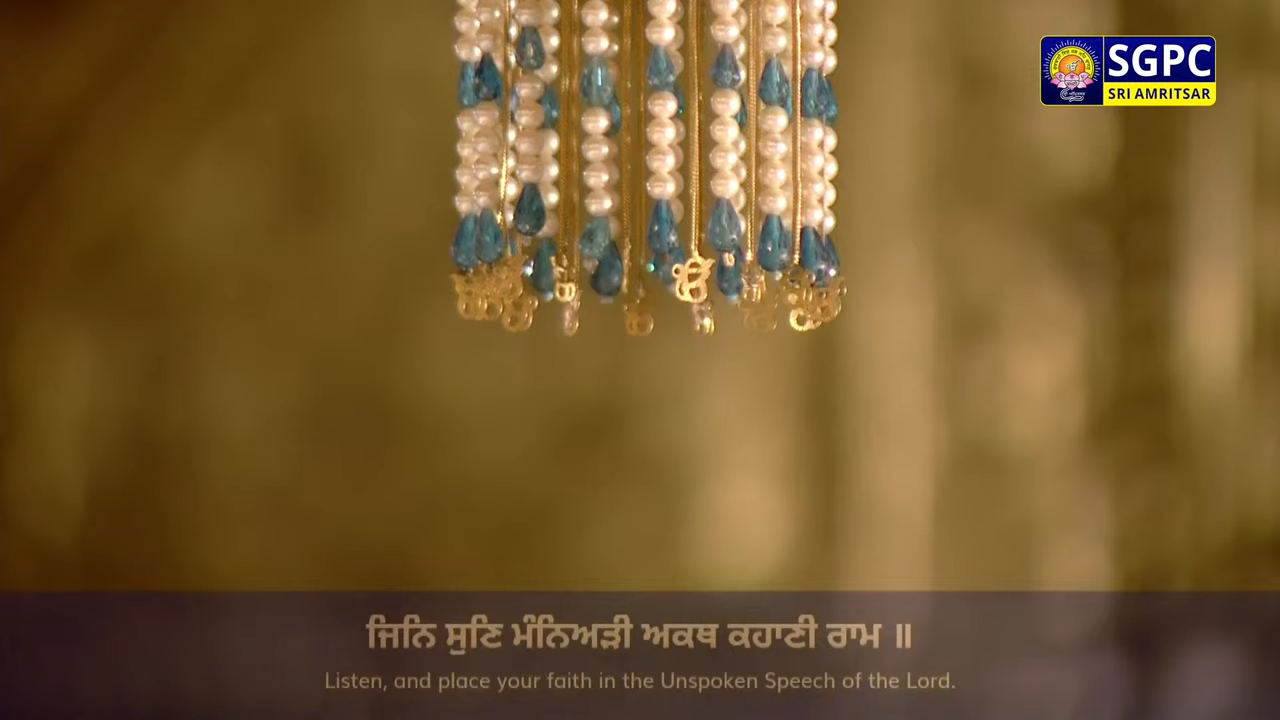 SGPC
SRI AMRITSAR
ਜਿਨਿ ਸੁਣਿ ਮੰਨਿਅੜੀ ਅਕਥ ਕਹਾਣੀ ਰਾਮ ॥
Listen, and place your faith in the Unspoken Speech of the Lord.